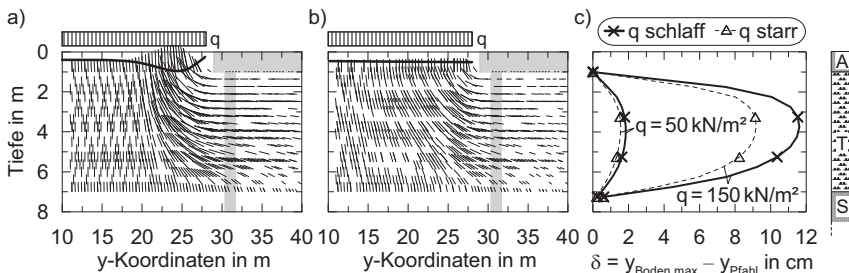 a)
q
0
2
4
6
8
Tiefe in m
10 15 20 25 30 35 40
y-Koordinaten in m
b)
q
10 15 20 25 30 35 40
y-Koordinaten in m
c)
q schlaff q starr
q = 50 kN/m²
q = 150 kN/m²
0 2 4 6 8 10 12
δ = y Boden,max − y Pfahl in cm
A
T
S